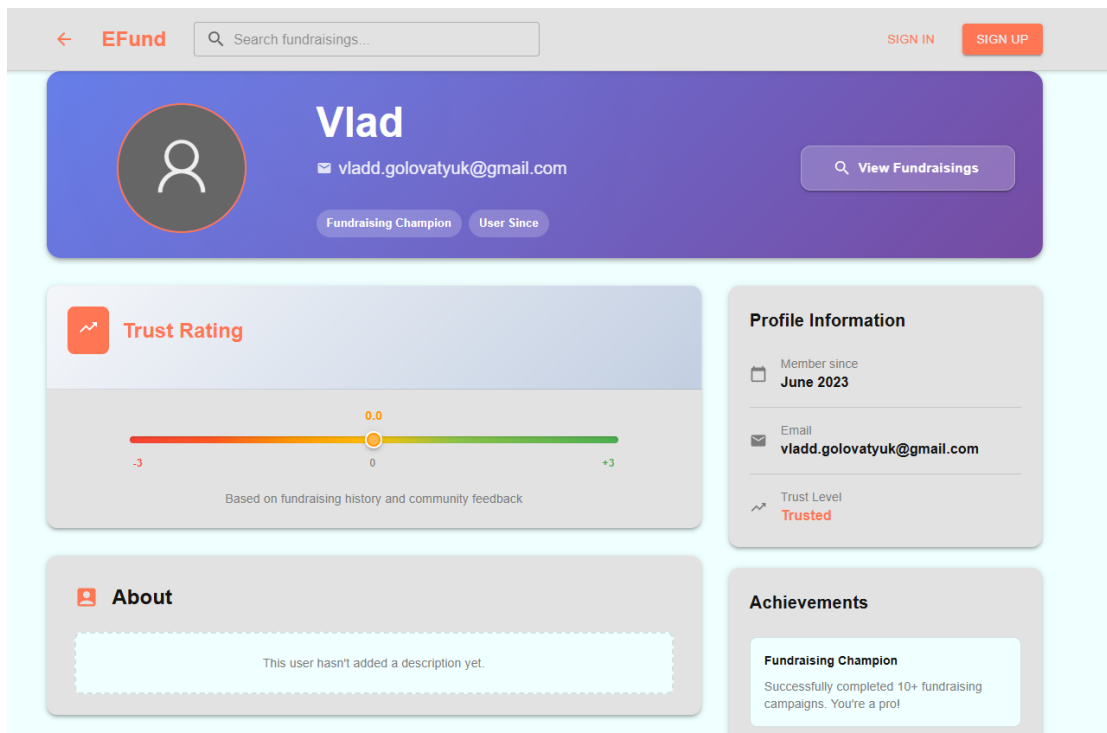 EFund
Search fundraisings...
SIGN IN
SIGN UP
Vlad
vladd.golovatyuk@gmail.com
Fundraising Champion
User Since
View Fundraisings
Trust Rating
0.0
-3
0
+3
Based on fundraising history and community feedback
About
This user hasn't added a description yet.
Profile Information
Member since
June 2023
Email
vladd.golovatyuk@gmail.com
Trust Level
Trusted
Achievements
Fundraising Champion
Successfully completed 10+ fundraising
campaigns. You're a pro!